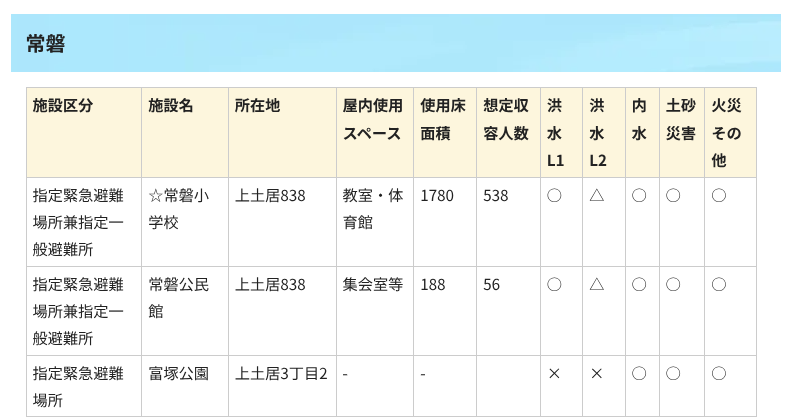 常磐
施設区分 施設名 所在地 屋内使用スペース 使用床面積 想定収容人数 洪水L1 洪水L2 内水 土砂災害 火災その他
指定緊急避難場所兼指定一般避難所 ☆常磐小学校 上土居838 教室・体育館 1780 538 〇 △ 〇 〇 〇
指定緊急避難場所兼指定一般避難所 常磐公民館 上土居838 集会室等 188 56 〇 △ 〇 〇 〇
指定緊急避難場所 富塚公園 上土居3丁目2 - - × × 〇 〇 〇